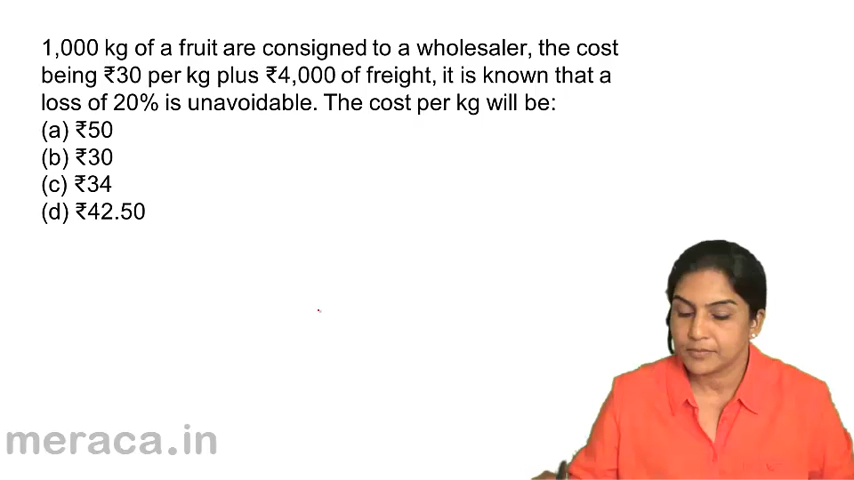 1,000 kg of a fruit are consigned to a wholesaler, the cost
being ₹30 per kg plus ₹4,000 of freight, it is known that a
loss of 20% is unavoidable. The cost per kg will be:
(a) ₹50
(b) ₹30
(c) ₹34
(d) ₹42.50
meraca.in